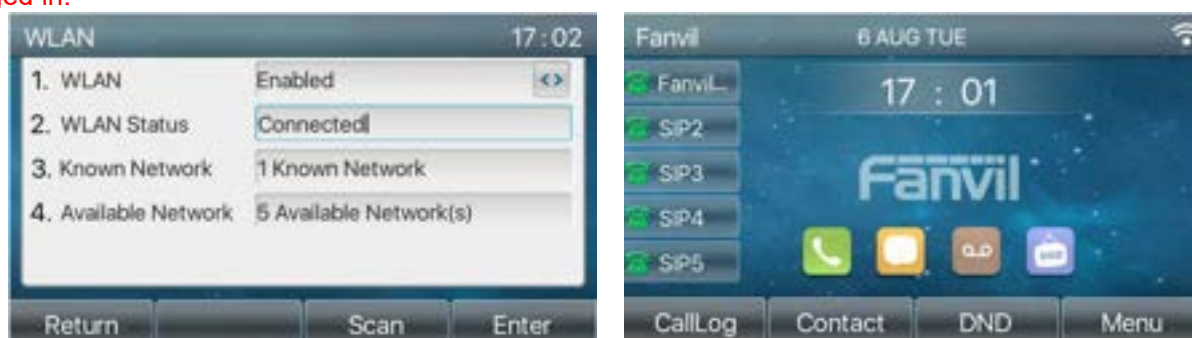 WLAN 17:02
1. WLAN Enabled
2. WLAN Status Connected
3. Known Network 1 Known Network
4. Available Network 5 Available Network(s)
Return Scan Enter
Fanvil 6 AUG TUE
Fanvil...
17 : 01
SIP2
SIP3
Fanvil
SIP4
SIP5
CallLog Contact DND Menu